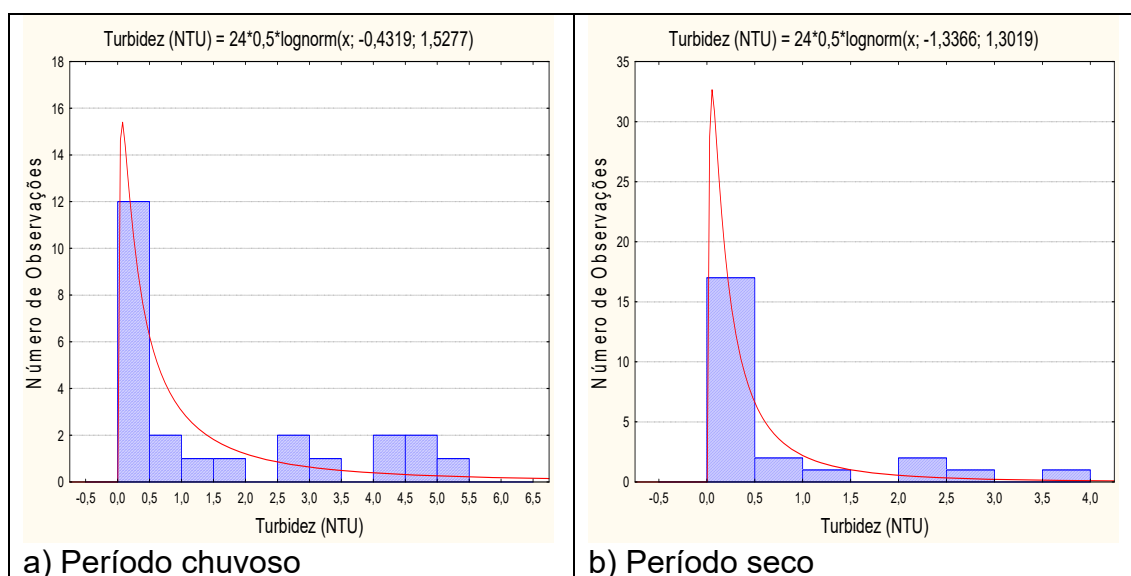 Turbidez (NTU) = 24*0,5*lognorm(x; -0,4319; 1,5277)
18
16
14
12
10
8
6
4
2
0
Número de Observações
-0,5 0,0 0,5 1,0 1,5 2,0 2,5 3,0 3,5 4,0 4,5 5,0 5,5 6,0 6,5
Turbidez (NTU)
a) Período chuvoso
Turbidez (NTU) = 24*0,5*lognorm(x; -1,3366; 1,3019)
35
30
25
20
15
10
5
0
Número de Observações
-0,5 0,0 0,5 1,0 1,5 2,0 2,5 3,0 3,5 4,0
Turbidez (NTU)
b) Período seco